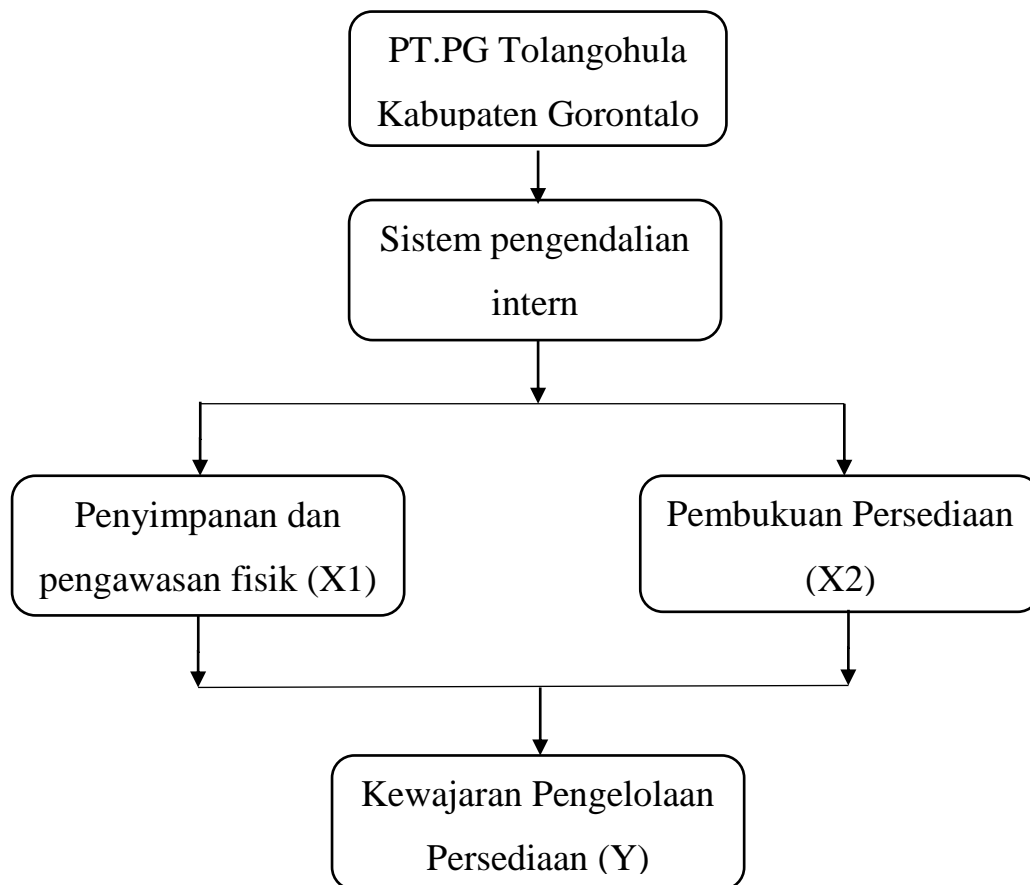 PT.PG Tolangohula
Kabupaten Gorontalo
Sistem pengendalian
intern
Penyimpanan dan
pengawasan fisik (X1)
Pembukuan Persediaan
(X2)
Kewajaran Pengelolaan
Persediaan (Y)